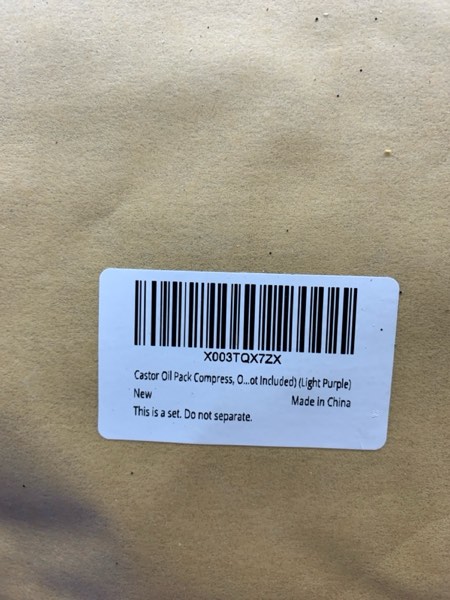 X003TQX7ZX
Castor Oil Pack Compress, O...ot Included) (Light Purple)
New Made in China
This is a set. Do not separate.